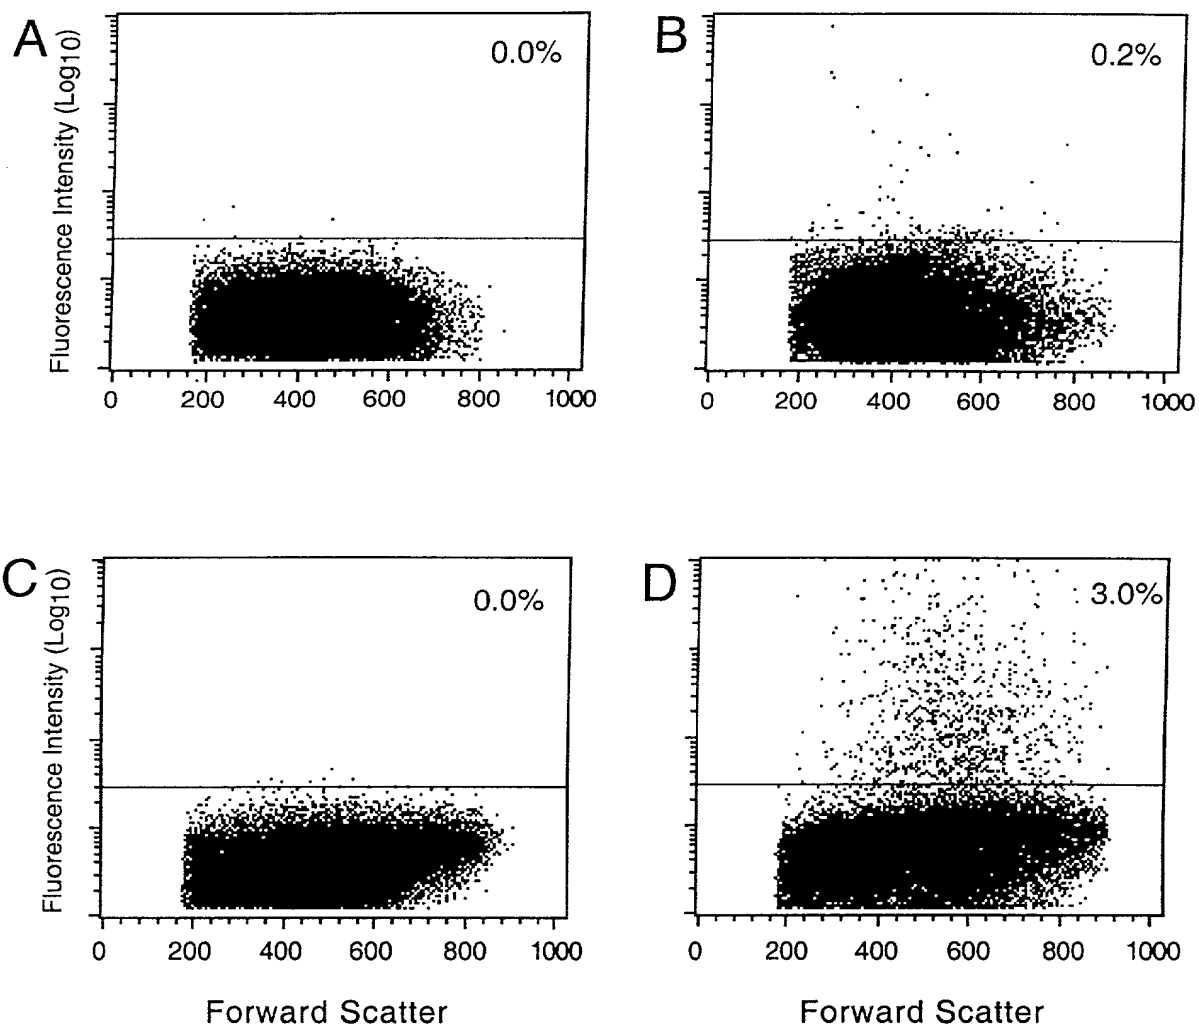 A
Fluorescence Intensity (Log10)
0.0%
0 200 400 600 800 1000
B
0.2%
0 200 400 600 800 1000
C
Fluorescence Intensity (Log10)
0.0%
0 200 400 600 800 1000
Forward Scatter
D
3.0%
0 200 400 600 800 1000
Forward Scatter